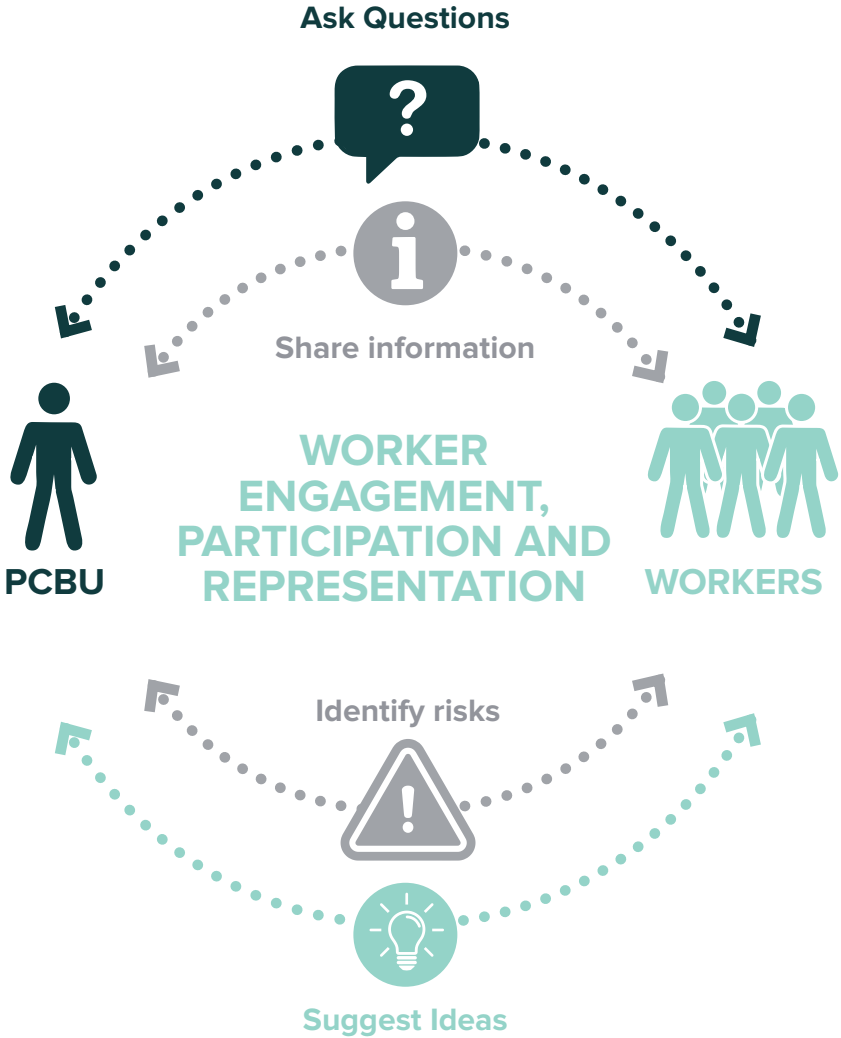 Ask Questions
?
i
Share information
WORKER
ENGAGEMENT,
PARTICIPATION AND
REPRESENTATION
PCBU
WORKERS
Identify risks
!
Suggest Ideas